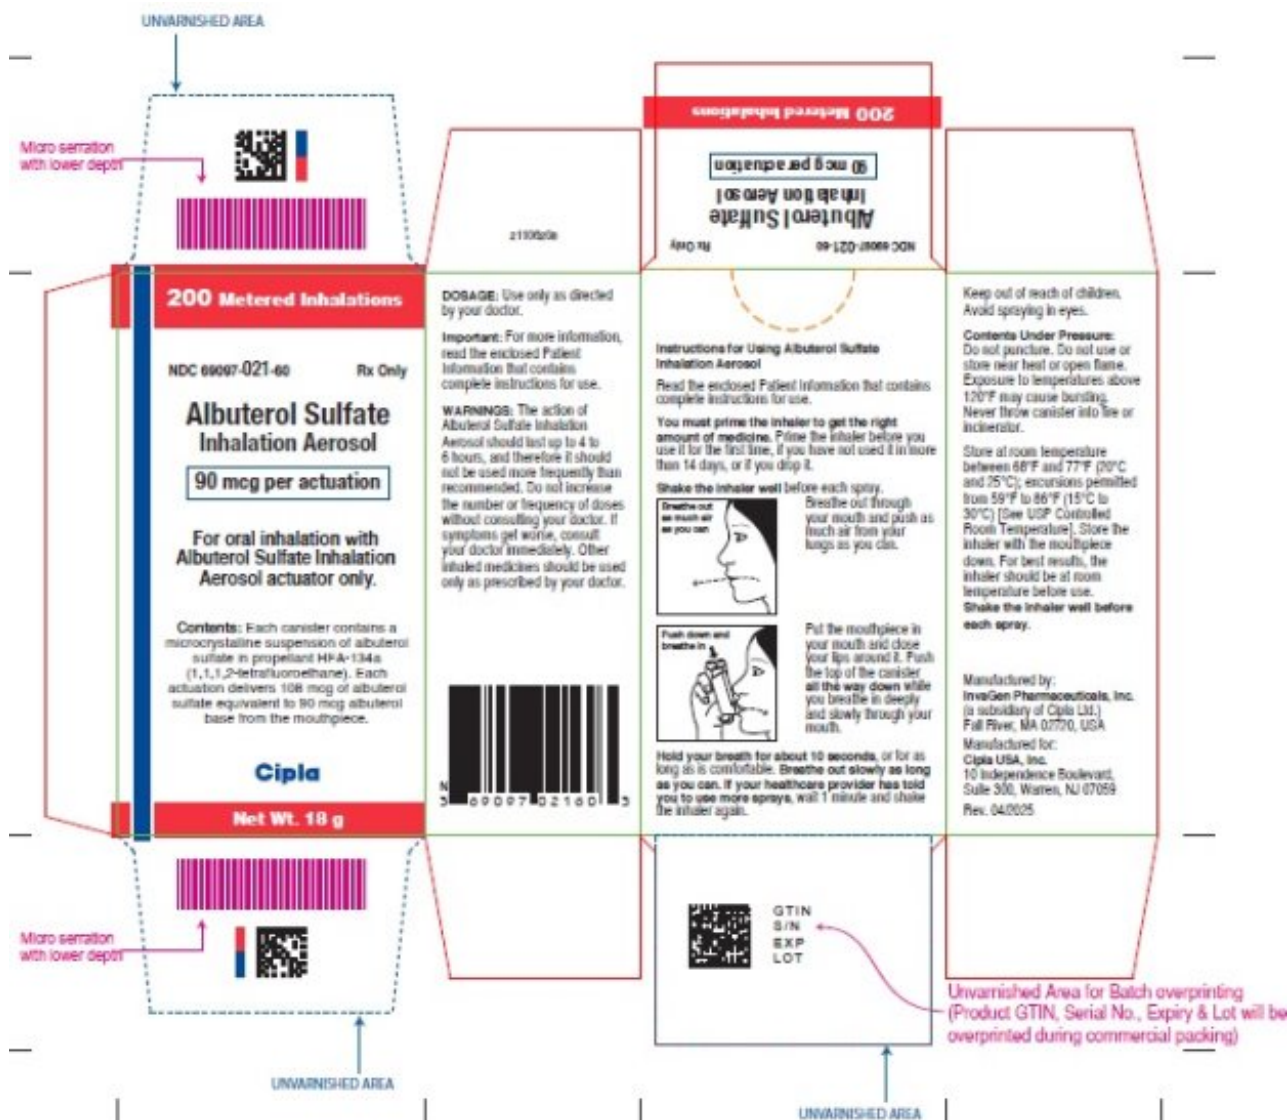 UNVARNISHED AREA
Micro serration
with lower depth
200 Metered Inhalations
NDC 69097-021-60 Rx Only
Albuterol Sulfate
Inhalation Aerosol
90 mcg per actuation
For oral inhalation with
Albuterol Sulfate Inhalation
Aerosol actuator only.
Contents: Each canister contains a
microcrystalline suspension of albuterol
sulfate in propellant HFA-134a
(1,1,1,2-tetrafluoroethane). Each
actuation delivers 108 mcg of albuterol
sulfate equivalent to 90 mcg albuterol
base from the mouthpiece.
Cipla
Net Wt. 18 g
Micro serration
with lower depth
UNVARNISHED AREA
DOSAGE: Use only as directed
by your doctor.
Important: For more information,
read the enclosed Patient
Information that contains
complete instructions for use.
WARNINGS: The action of
Albuterol Sulfate Inhalation
Aerosol should last up to 4 to
6 hours, and therefore it should
not be used more frequently than
recommended. Do not increase
the number or frequency of doses
without consulting your doctor. If
symptoms get worse, consult
your doctor immediately. Other
inhaled medicines should be used
only as prescribed by your doctor.
N
3 69097 02160 3
200 Metered Inhalations
90 mcg per actuation
Inhalation Aerosol
Albuterol Sulfate
NDC 69097-021-60 Rx Only
Instructions for Using Albuterol Sulfate
Inhalation Aerosol
Read the enclosed Patient Information that contains
complete instructions for use.
You must prime the inhaler to get the right
amount of medicine. Prime the inhaler before you
use it for the first time, if you have not used it in more
than 14 days, or if you drop it.
Shake the inhaler well before each spray.
Breathe out
as much air
as you can
Breathe out through
your mouth and push as
much air from your
lungs as you can.
Push down and
breathe in
Put the mouthpiece in
your mouth and close
your lips around it. Push
the top of the canister
all the way down while
you breathe in deeply
and slowly through your
mouth.
Hold your breath for about 10 seconds, or for as
long as is comfortable. Breathe out slowly as long
as you can. If your healthcare provider has told
you to use more sprays, wait 1 minute and shake
the inhaler again.
GTIN
S/N
EXP
LOT
Unvarnished Area for Batch overprinting
(Product GTIN, Serial No., Expiry & Lot will be
overprinted during commercial packing)
UNVARNISHED AREA
Keep out of reach of children.
Avoid spraying in eyes.
Contents Under Pressure:
Do not puncture. Do not use or
store near heat or open flame.
Exposure to temperatures above
120°F may cause bursting.
Never throw canister into fire or
incinerator.
Store at room temperature
between 68°F and 77°F (20°C
and 25°C); excursions permitted
from 59°F to 86°F (15°C to
30°C) [See USP Controlled
Room Temperature]. Store the
inhaler with the mouthpiece
down. For best results, the
inhaler should be at room
temperature before use.
Shake the inhaler well before
each spray.
Manufactured by:
InvaGen Pharmaceuticals, Inc.
(a subsidiary of Cipla Ltd.)
Fall River, MA 02720, USA
Manufactured for:
Cipla USA, Inc.
10 Independence Boulevard,
Suite 300, Warren, NJ 07059
Rev. 04/2025